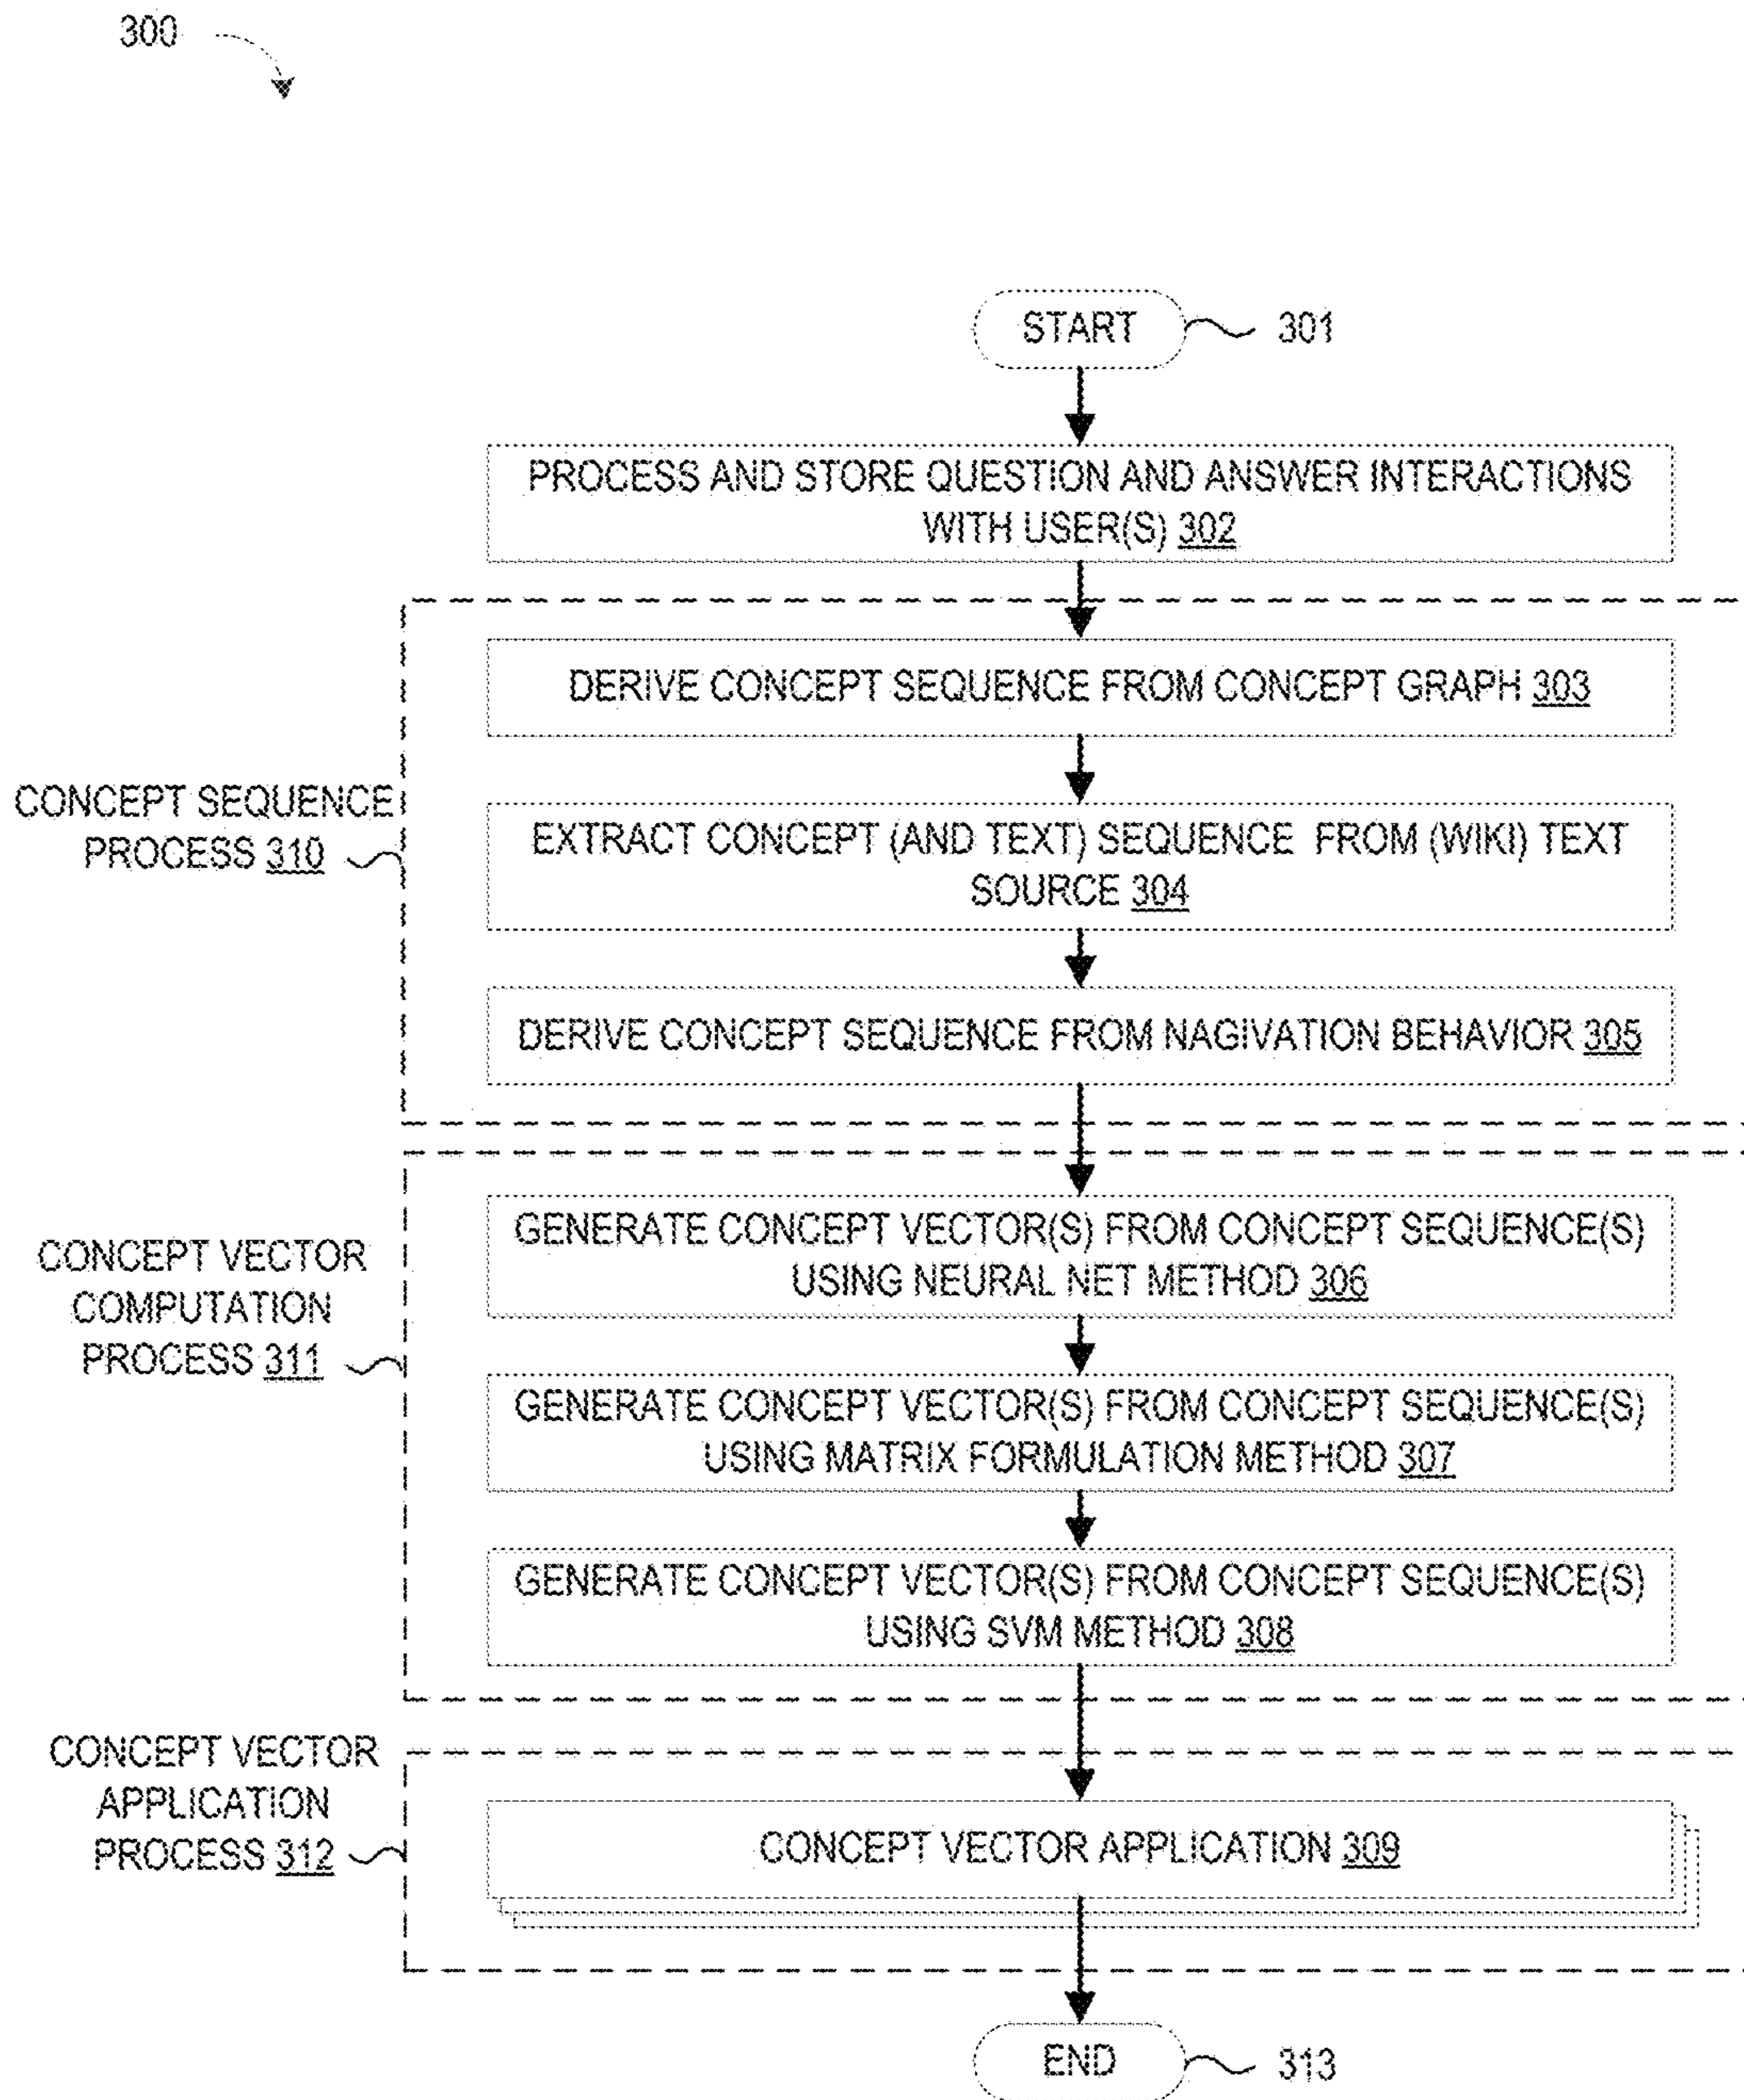 300
START
301
PROCESS AND STORE QUESTION AND ANSWER INTERACTIONS
WITH USER(S) 302
DERIVE CONCEPT SEQUENCE FROM CONCEPT GRAPH 303
CONCEPT SEQUENCE
PROCESS 310
EXTRACT CONCEPT (AND TEXT) SEQUENCE FROM (WIKI) TEXT
SOURCE 304
DERIVE CONCEPT SEQUENCE FROM NAGIVATION BEHAVIOR 305
CONCEPT VECTOR
COMPUTATION
PROCESS 311
GENERATE CONCEPT VECTOR(S) FROM CONCEPT SEQUENCE(S)
USING NEURAL NET METHOD 306
GENERATE CONCEPT VECTOR(S) FROM CONCEPT SEQUENCE(S)
USING MATRIX FORMULATION METHOD 307
GENERATE CONCEPT VECTOR(S) FROM CONCEPT SEQUENCE(S)
USING SVM METHOD 308
CONCEPT VECTOR
APPLICATION
PROCESS 312
CONCEPT VECTOR APPLICATION 309
END
313